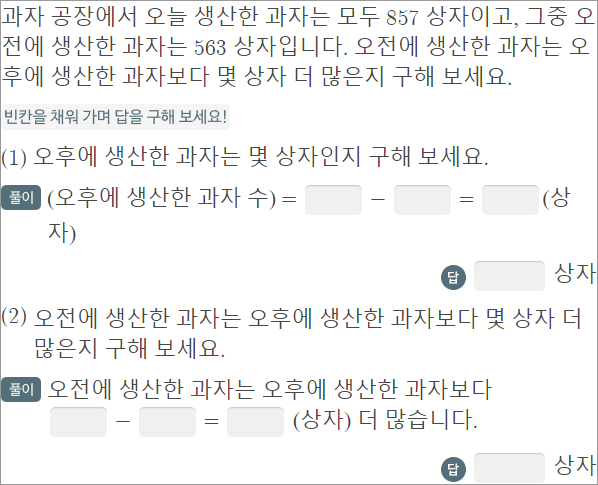 과자 공장에서 오늘 생산한 과자는 모두 857 상자이고, 그중 오
전에 생산한 과자는 563 상자입니다. 오전에 생산한 과자는 오
후에 생산한 과자보다 몇 상자 더 많은지 구해 보세요.
빈칸을 채워 가며 답을 구해 보세요!
(1) 오후에 생산한 과자는 몇 상자인지 구해 보세요.
풀이 (오후에 생산한 과자 수) = − = (상
자)
답 상자
(2) 오전에 생산한 과자는 오후에 생산한 과자보다 몇 상자 더
많은지 구해 보세요.
풀이 오전에 생산한 과자는 오후에 생산한 과자보다
− = (상자) 더 많습니다.
답 상자